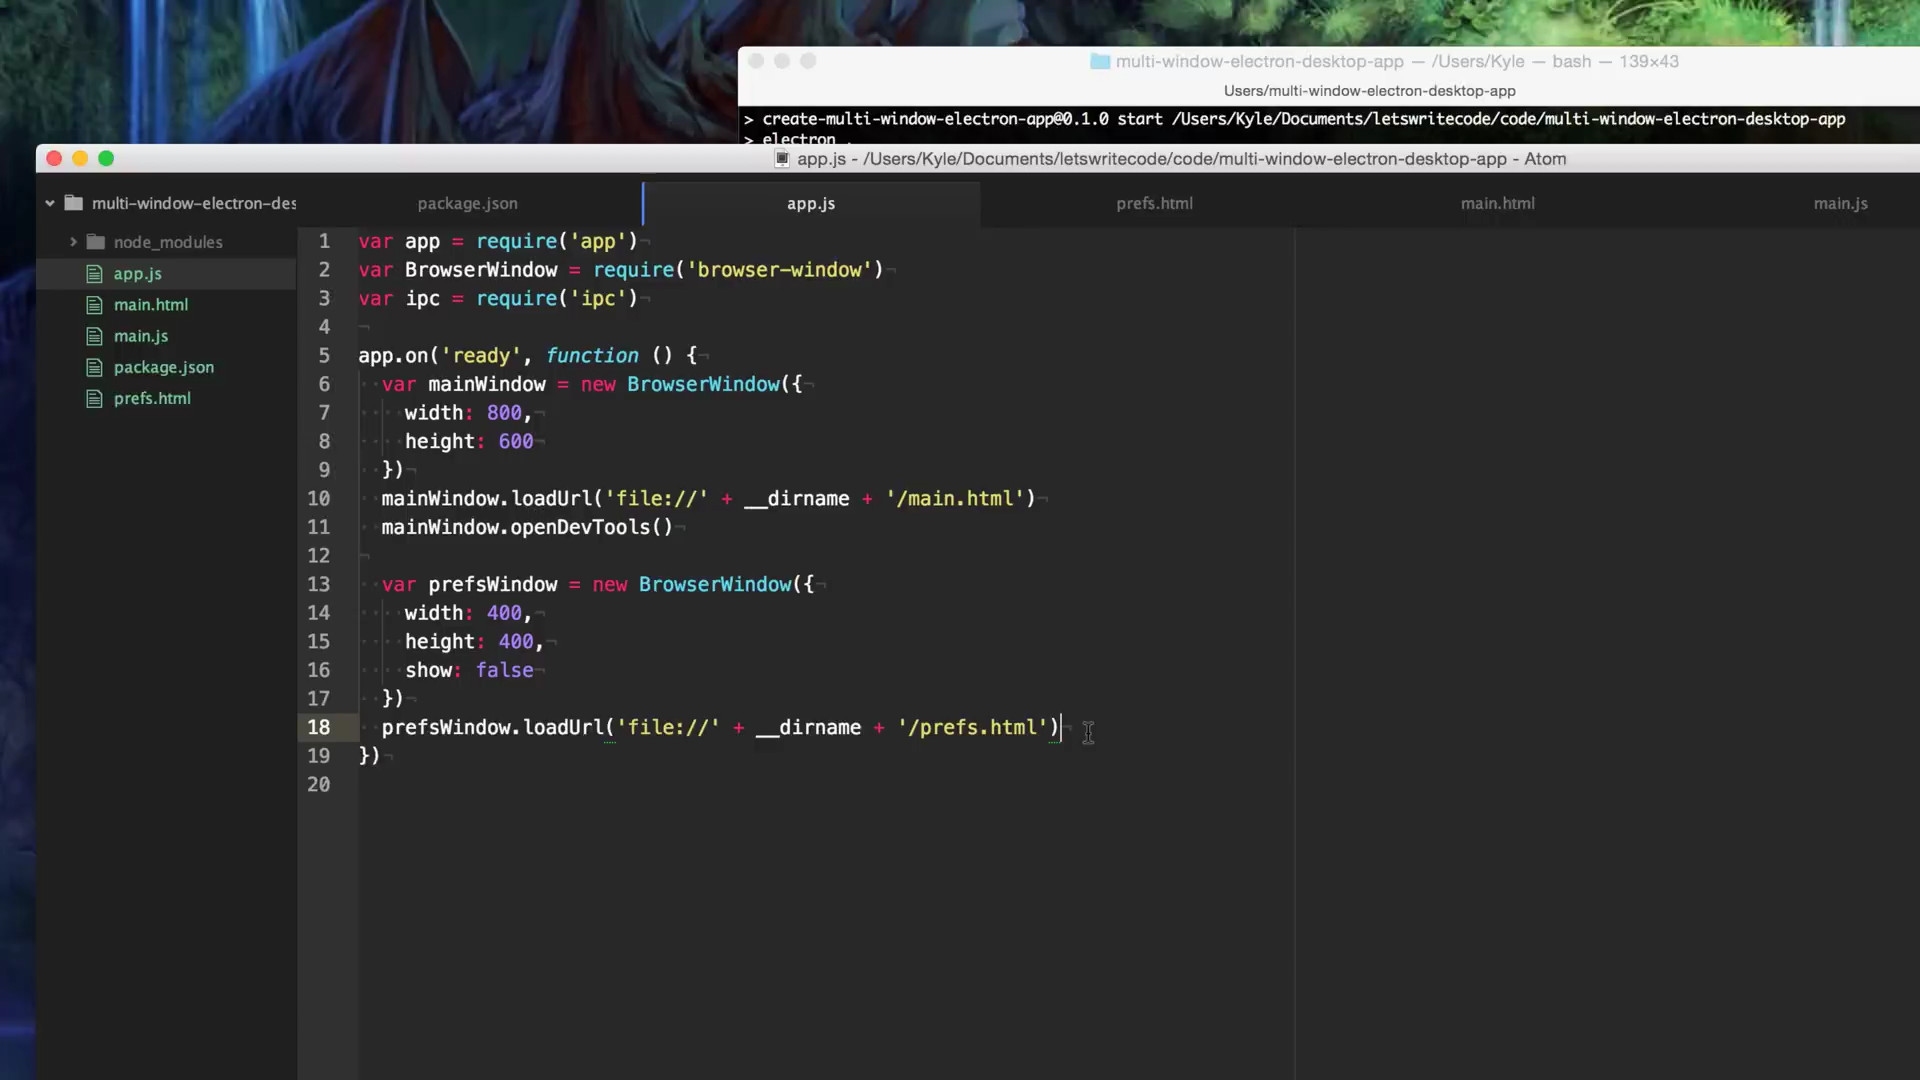 multi-window-electron-desktop-app — /Users/Kyle — bash — 139×43
Users/multi-window-electron-desktop-app
> create-multi-window-electron-app@0.1.0 start /Users/Kyle/Documents/letswritecode/code/multi-window-electron-desktop-app
> electron .
app.js - /Users/Kyle/Documents/letswritecode/code/multi-window-electron-desktop-app - Atom
multi-window-electron-des
node_modules
app.js
main.html
main.js
package.json
prefs.html
package.json
app.js
prefs.html
main.html
main.js
1 var app = require('app')
2 var BrowserWindow = require('browser-window')
3 var ipc = require('ipc')
4
5 app.on('ready', function () {
6 var mainWindow = new BrowserWindow({
7 width: 800,
8 height: 600
9 })
10 mainWindow.loadUrl('file://' + __dirname + '/main.html')
11 mainWindow.openDevTools()
12
13 var prefsWindow = new BrowserWindow({
14 width: 400,
15 height: 400,
16 show: false
17 })
18 prefsWindow.loadUrl('file://' + __dirname + '/prefs.html')
19 })
20